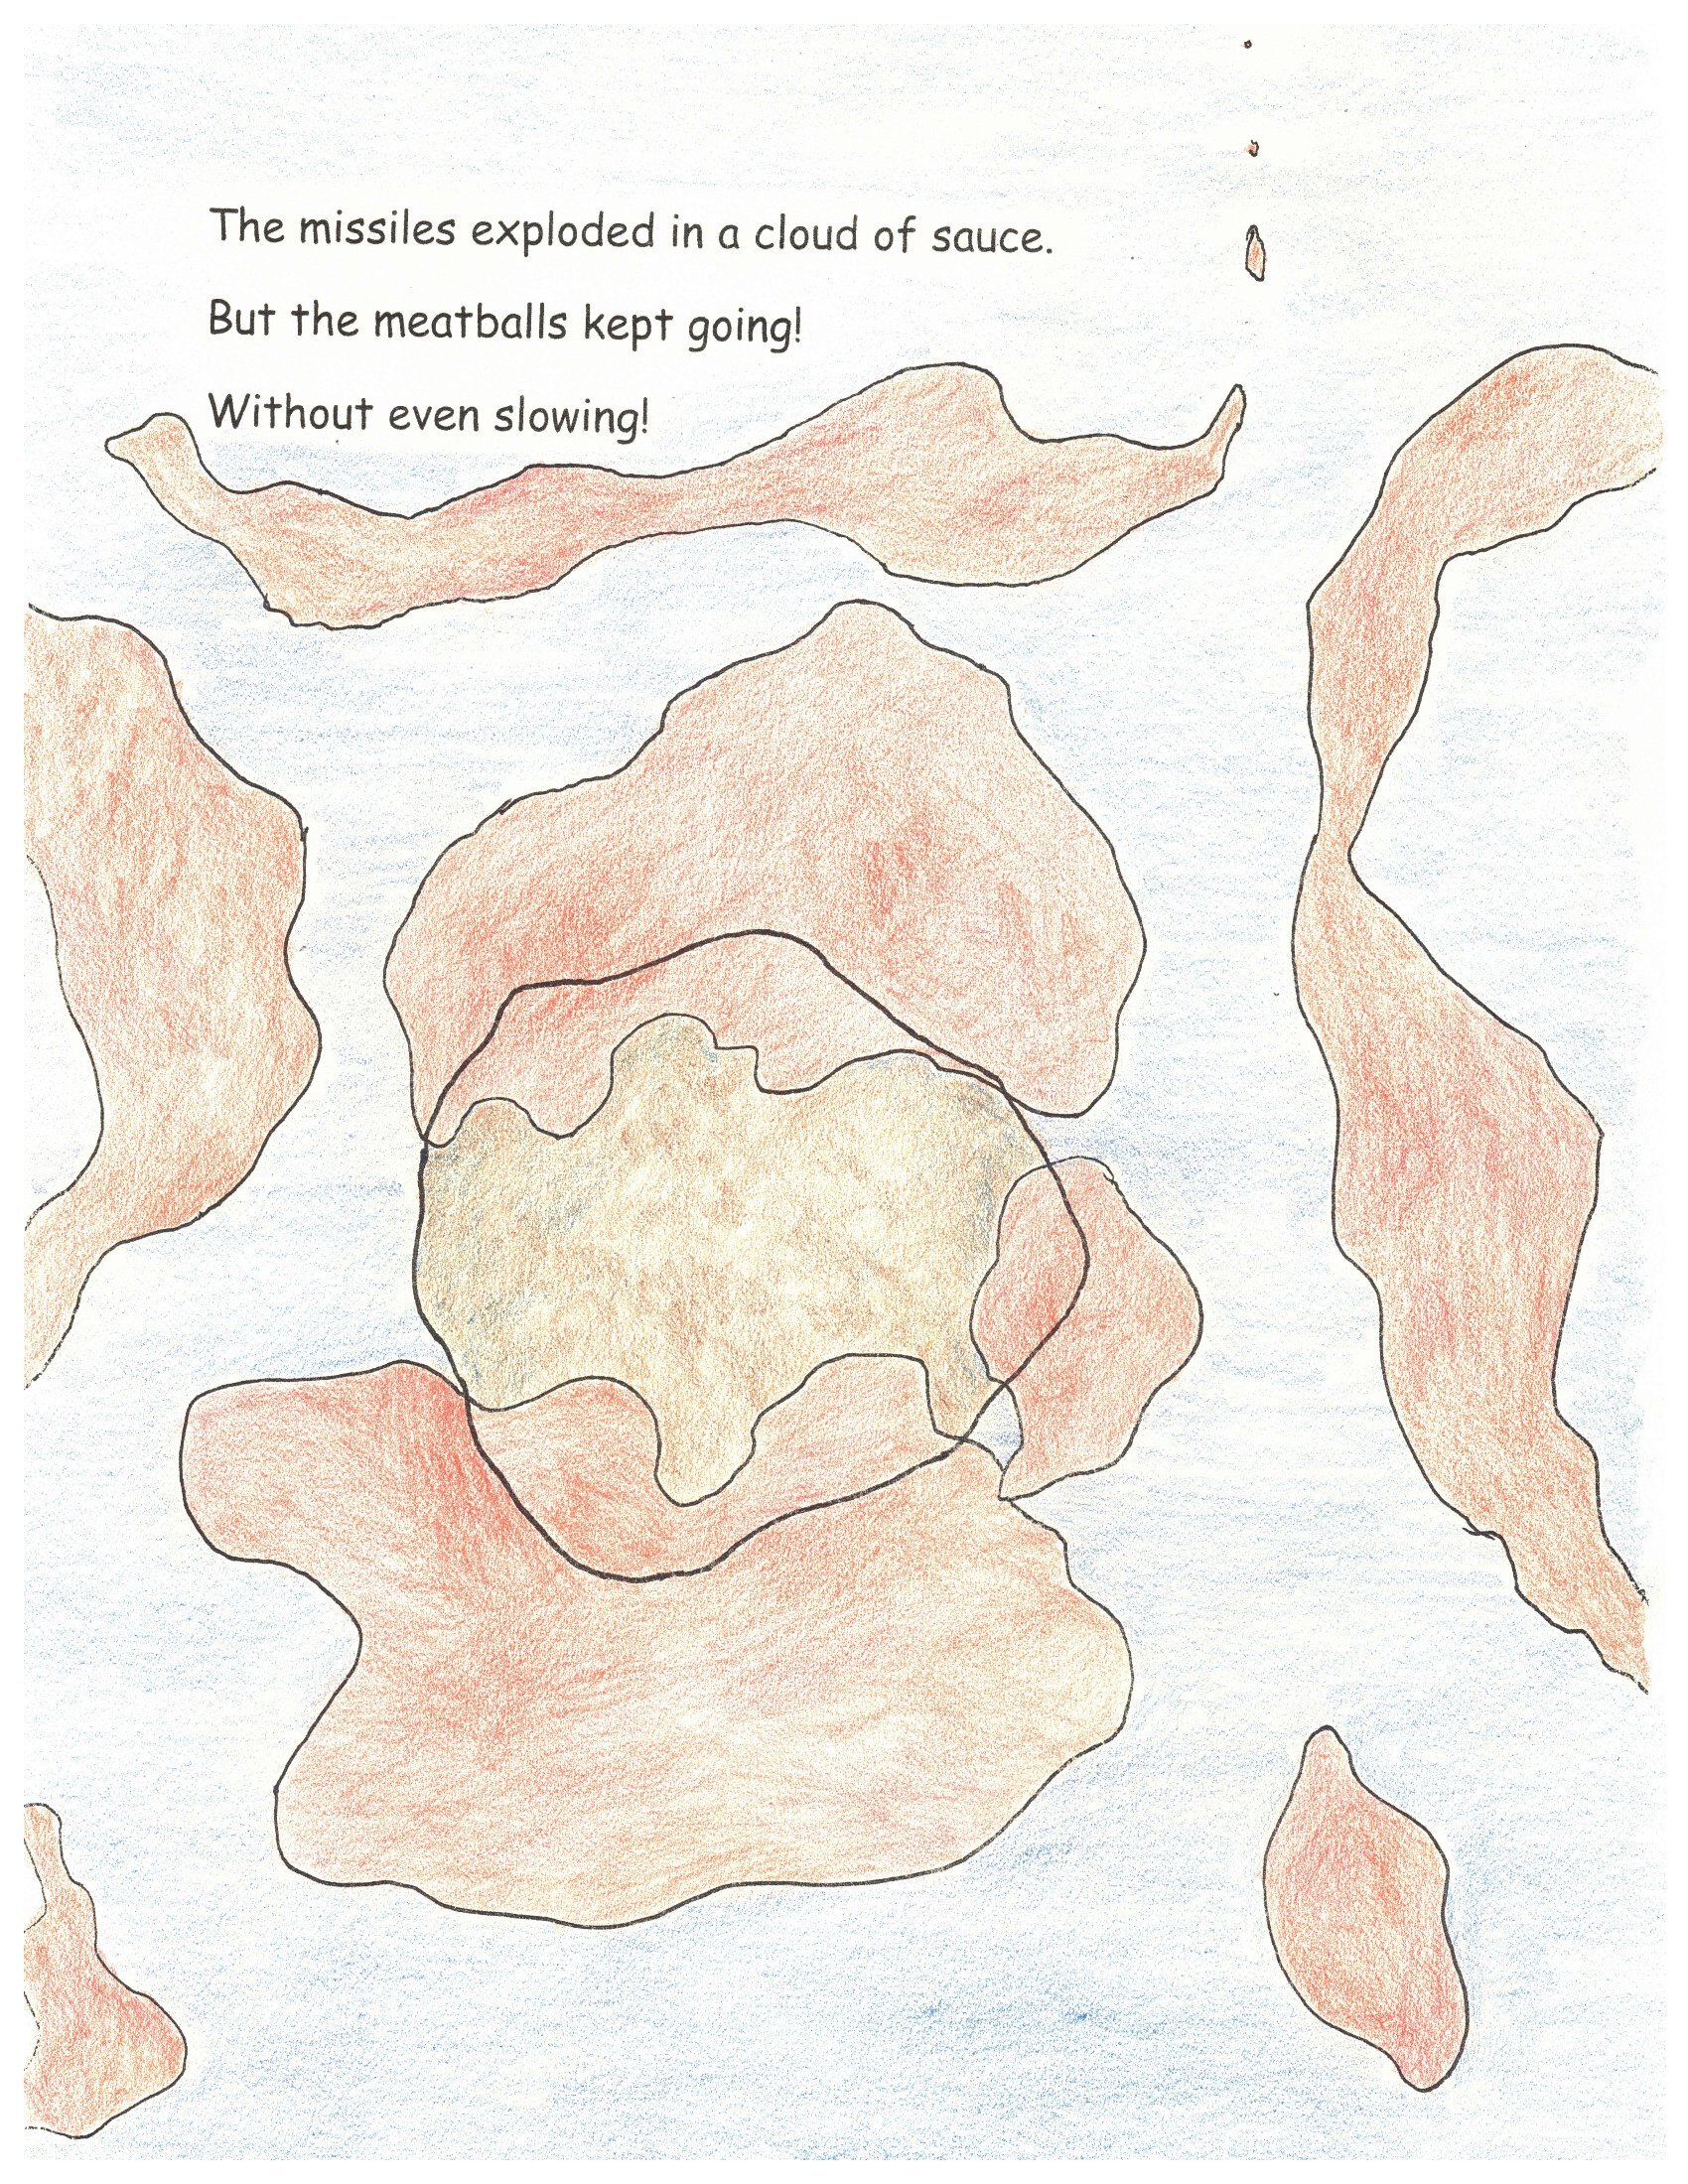 The missiles exploded in a cloud of sauce.
But the meatballs kept going!
Without even slowing!